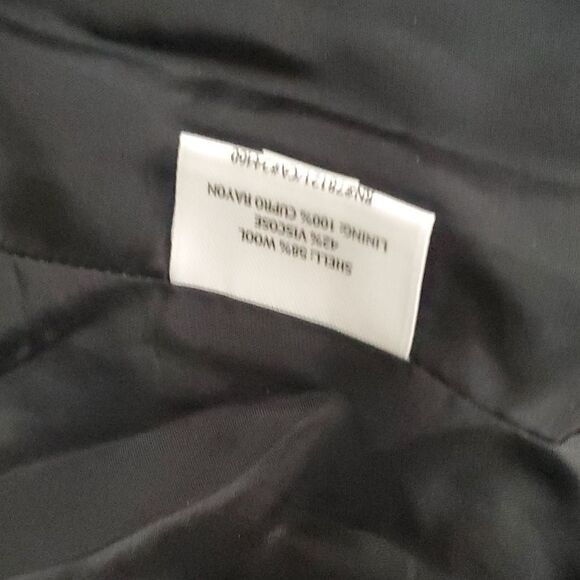 SHELL: 58% WOOL
42% VISCOSE
LINING: 100% CUPRO RAYON